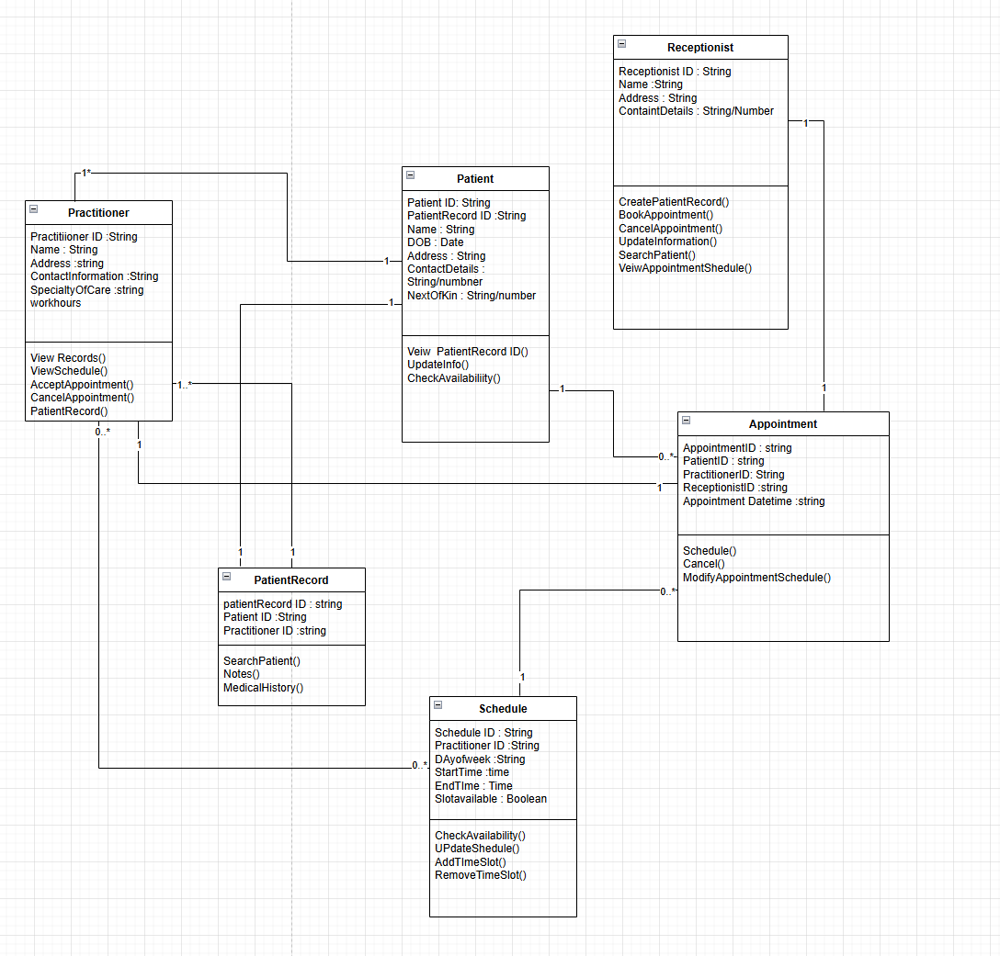 Receptionist
Receptionist ID : String
Name :String
Address : String
ContaintDetails : String/Number
CreatePatientRecord()
BookAppointment()
CancelAppointment()
UpdateInformation()
SearchPatient()
VeiwAppointmentShedule()
1
1
Patient
Patient ID: String
PatientRecord ID :String
Name : String
DOB : Date
Address : String
ContactDetails :
String/numbner
NextOfKin : String/number
Veiw  PatientRecord ID()
UpdateInfo()
CheckAvailabiliity()
1*
1
1
1
0..*
Practitioner
Practitiioner ID :String
Name : String
Address :string
ContactInformation :String
SpecialtyOfCare :string
workhours
View Records()
ViewSchedule()
AcceptAppointment()
CancelAppointment()
PatientRecord()
1..*
0..*
1
1
Appointment
AppointmentID : string
PatientID : string
PractitionerID: String
ReceptionistID :string
Appointment Datetime :string
Schedule()
Cancel()
ModifyAppointmentSchedule()
0..*
1
1
1
PatientRecord
patientRecord ID : string
Patient ID :String
Practitioner ID :string
SearchPatient()
Notes()
MedicalHistory()
0..*
Schedule
Schedule ID : String
Practitioner ID :String
DAyofweek :String
StartTime :time
EndTIme : Time
Slotavailable : Boolean
CheckAvailability()
UPdateShedule()
AddTImeSlot()
RemoveTimeSlot()